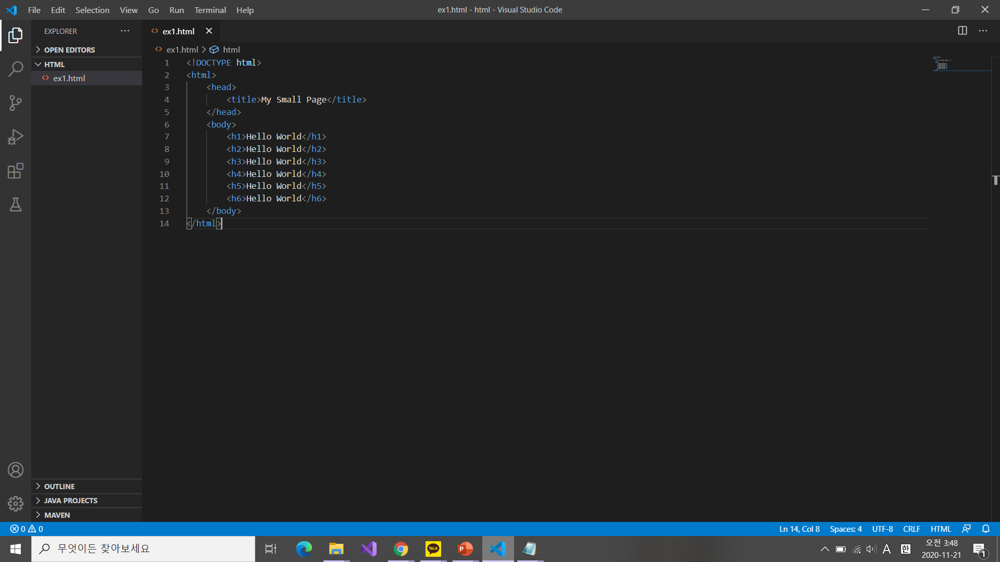 File Edit Selection View Go Run Terminal Help
ex1.html - html - Visual Studio Code
EXPLORER
OPEN EDITORS
HTML
ex1.html
ex1.html
ex1.html > html
1 <!DOCTYPE html>
2 <html>
3     <head>
4         <title>My Small Page</title>
5     </head>
6     <body>
7         <h1>Hello World</h1>
8         <h2>Hello World</h2>
9         <h3>Hello World</h3>
10         <h4>Hello World</h4>
11         <h5>Hello World</h5>
12         <h6>Hello World</h6>
13     </body>
14 </html>
OUTLINE
JAVA PROJECTS
MAVEN
0 0
Ln 14, Col 8 Spaces: 4 UTF-8 CRLF HTML
무엇이든 찾아보세요
TALK
P
A 한
오전 3:48
2020-11-21
1